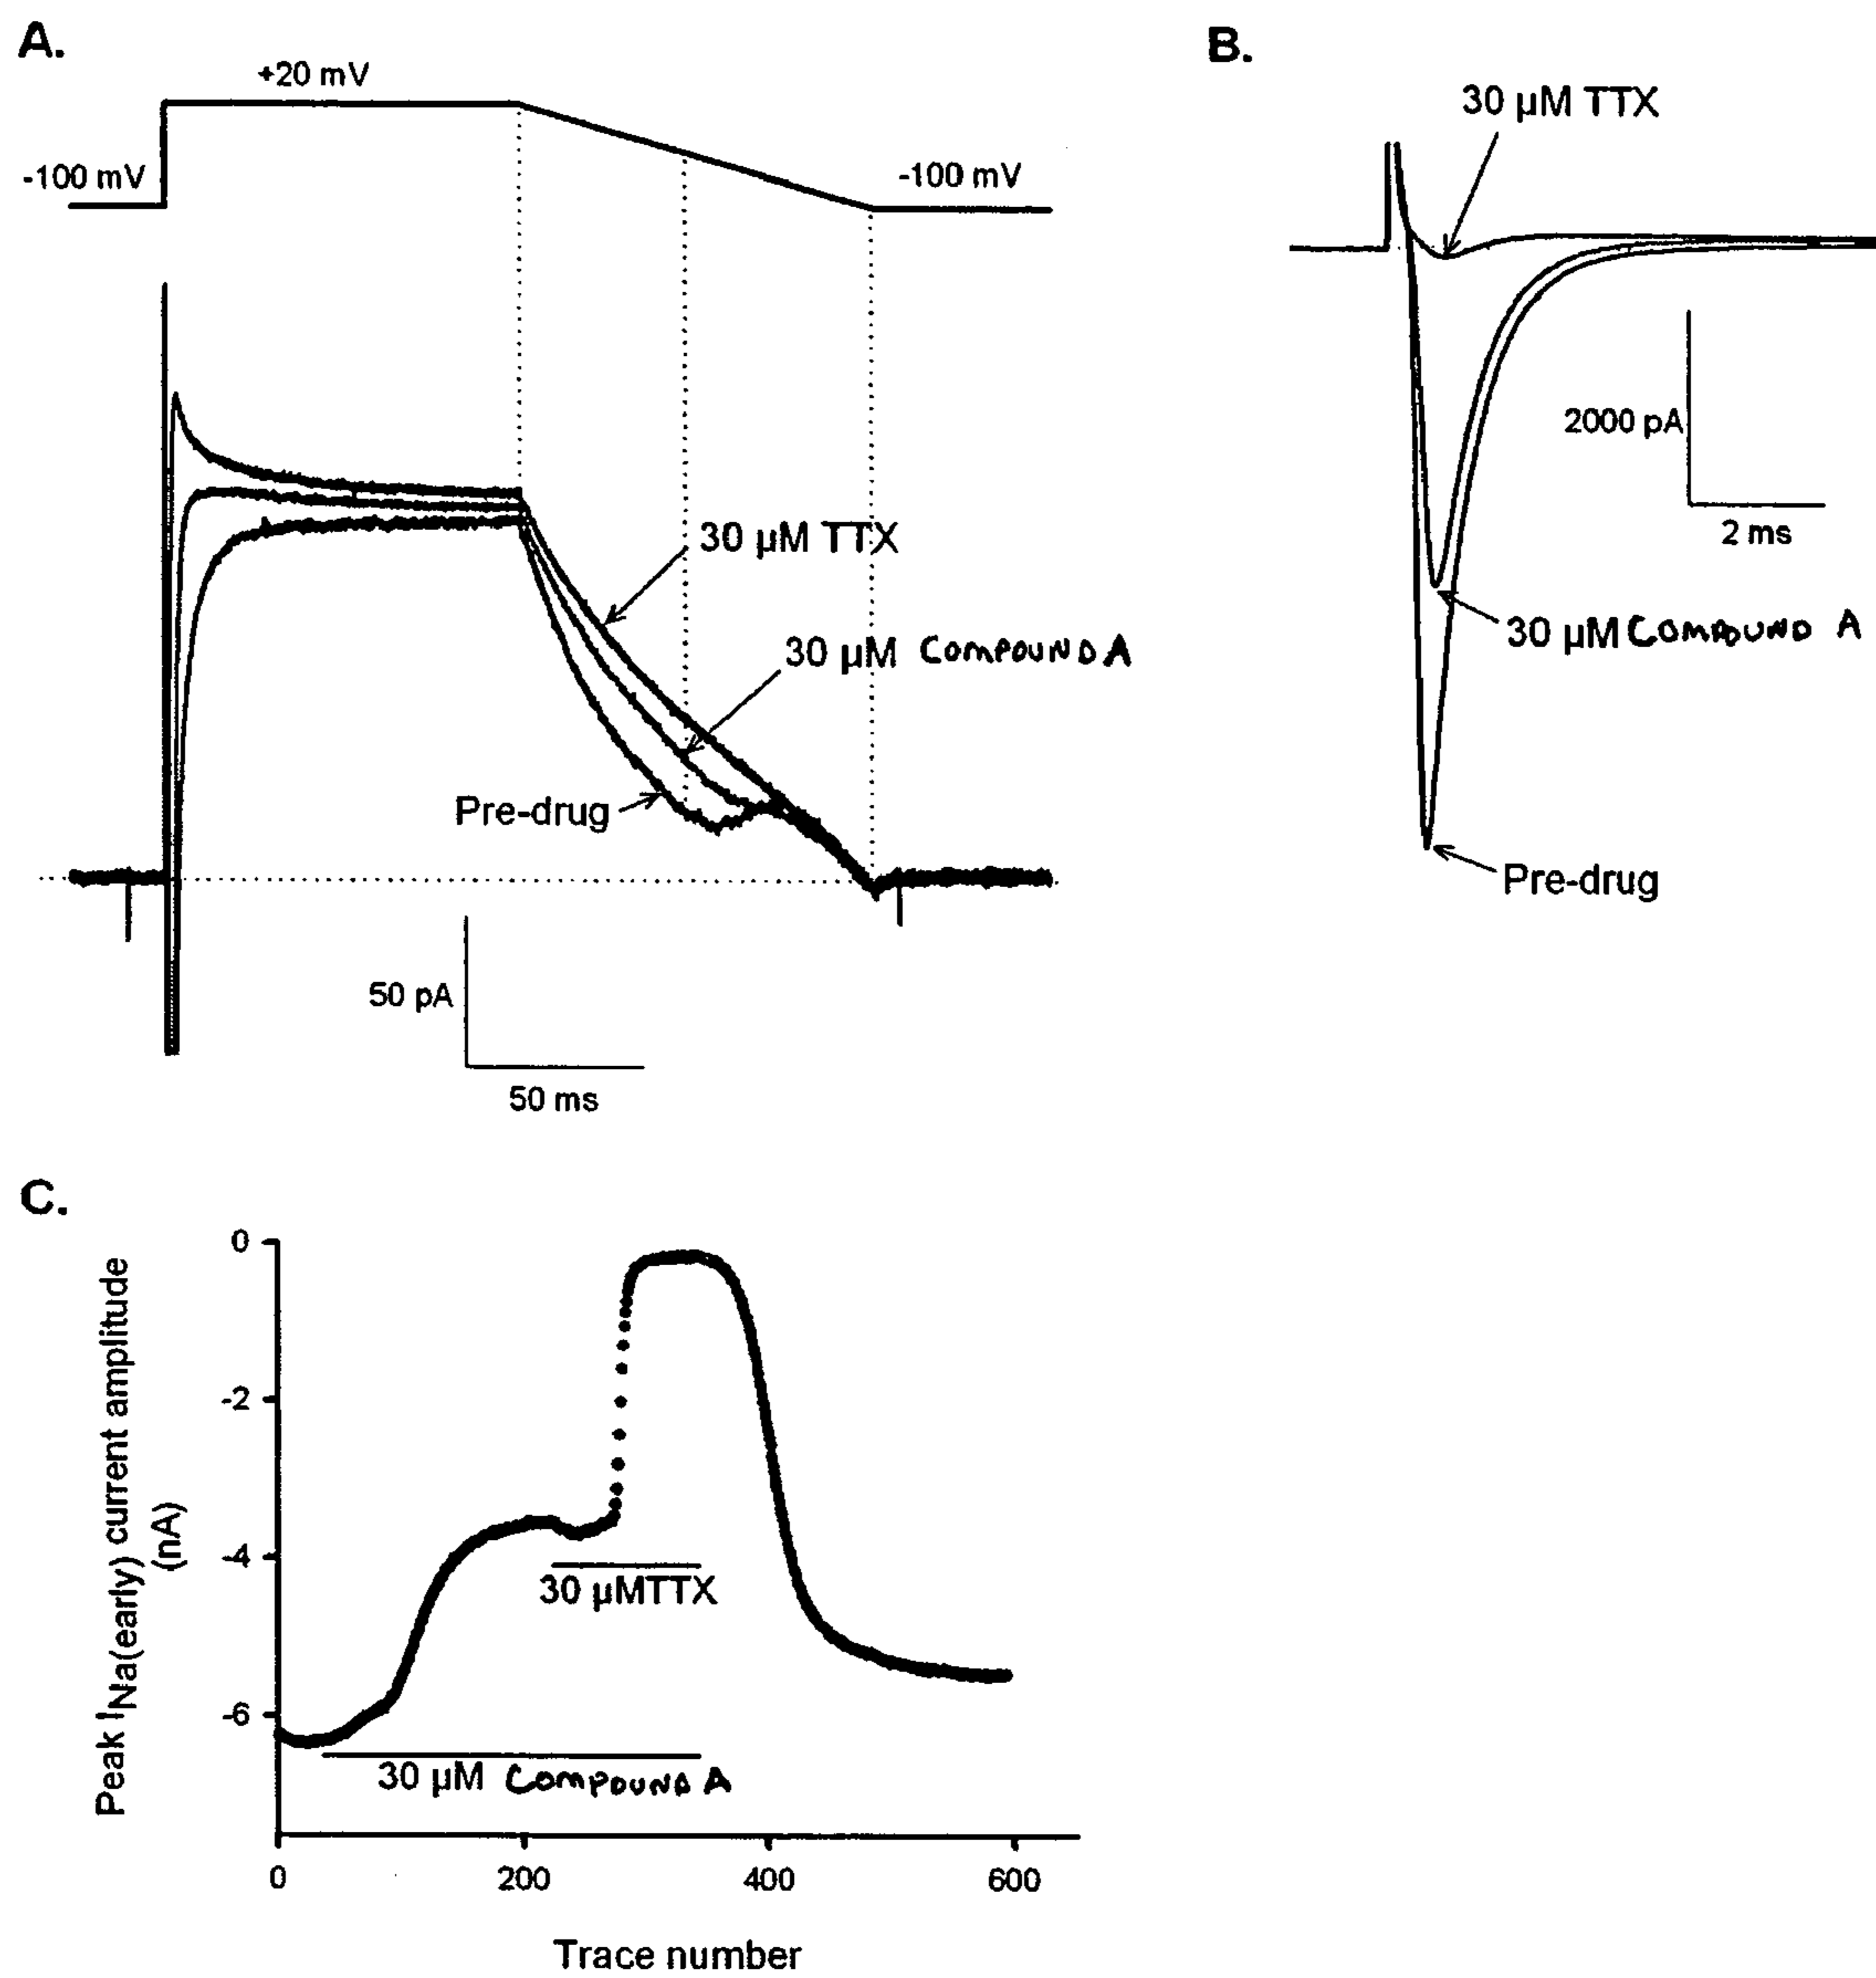 A.
+20 mV
-100 mV
-100 mV
30 µM TTX
30 µM COMPOUND A
Pre-drug
50 pA
50 ms
B.
30 µM TTX
2000 pA
2 ms
30 µM COMPOUND A
Pre-drug
C.
Peak INa(early) current amplitude
(nA)
0
-2
-4
-6
30 µMTTX
30 µM COMPOUND A
0
200
400
600
Trace number